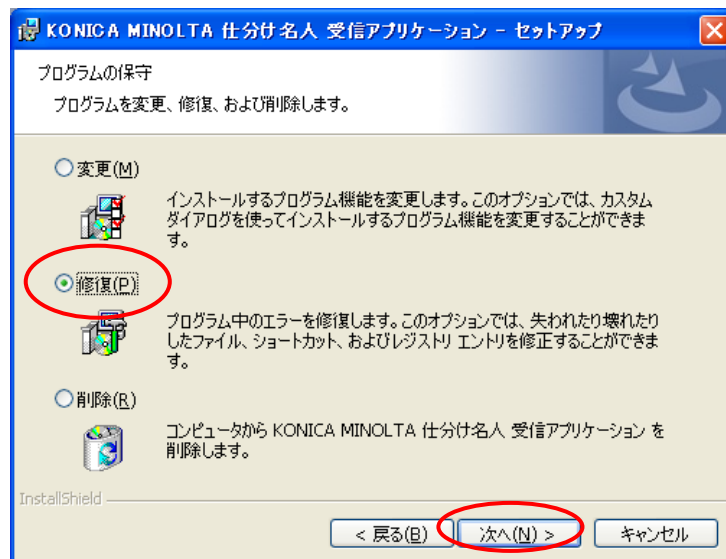 KONICA MINOLTA 仕分け名人 受信アプリケーション - セットアップ
プログラムの保守
プログラムを変更、修復、および削除します。
変更(M)
インストールするプログラム機能を変更します。このオプションでは、カスタム
ダイアログを使ってインストールするプログラム機能を変更することができま
す。
修復(P)
プログラム中のエラーを修復します。このオプションでは、失われたり壊れたり
したファイル、ショートカット、およびレジストリ エントリを修正することができま
す。
削除(R)
コンピュータから KONICA MINOLTA 仕分け名人 受信アプリケーション を
削除します。
InstallShield
< 戻る(B) 次へ(N) > キャンセル